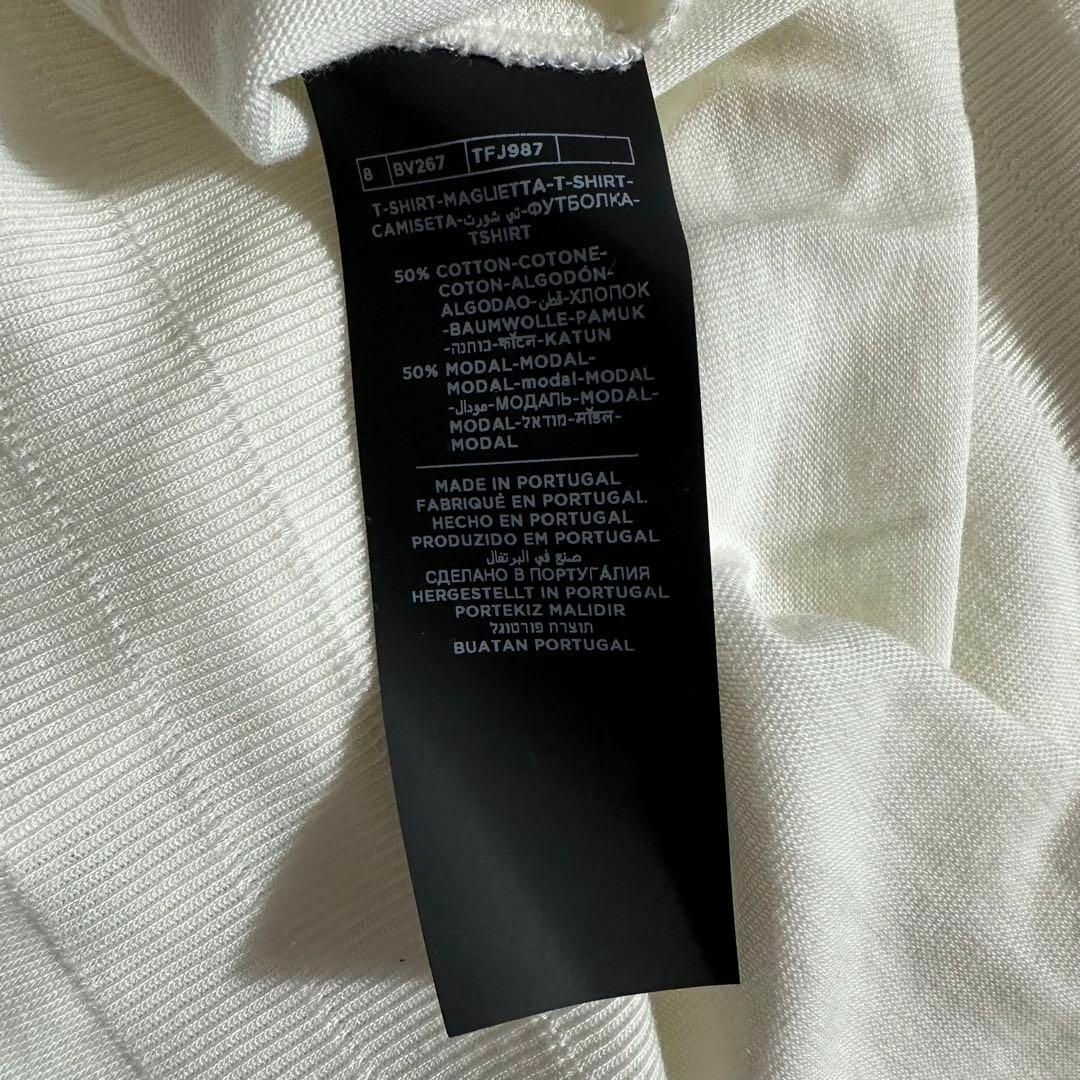 8 BV267 TFJ987
T-SHIRT-MAGLIETTA-T-SHIRT-
CAMISETA-تي شورت-ФУТБОЛКА-
TSHIRT
50% COTTON-COTONE-
COTON-ALGODÓN-
ALGODAO-قطن-ХЛОПОК
-BAUMWOLLE-PAMUK
-כותנה-कॉटन-KATUN
50% MODAL-MODAL-
MODAL-modal-MODAL
-مودال-МОДАЛЬ-MODAL-
MODAL-מודאל-मॉडल-
MODAL
MADE IN PORTUGAL
FABRIQUÉ EN PORTUGAL
HECHO EN PORTUGAL
PRODUZIDO EM PORTUGAL
صنع في البرتغال
СДЕЛАНО В ПОРТУГАЛИЯ
HERGESTELLT IN PORTUGAL
PORTEKIZ MALIDIR
תוצרת פורטוגל
BUATAN PORTUGAL